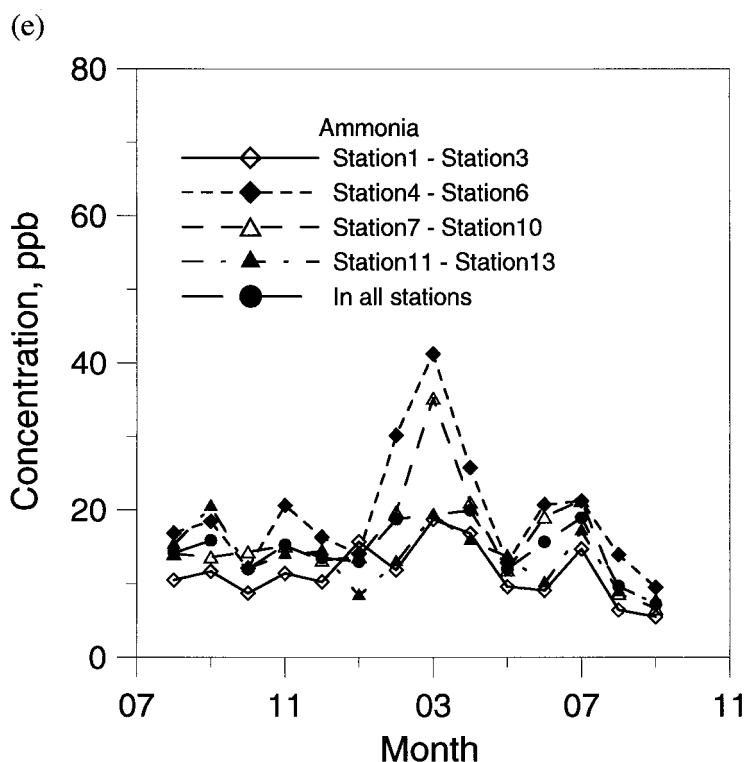 (e)
80
60
40
20
0
Concentration, ppb
Ammonia
Station1 - Station3
Station4 - Station6
Station7 - Station10
Station11 - Station13
In all stations
07 11 03 07 11
Month